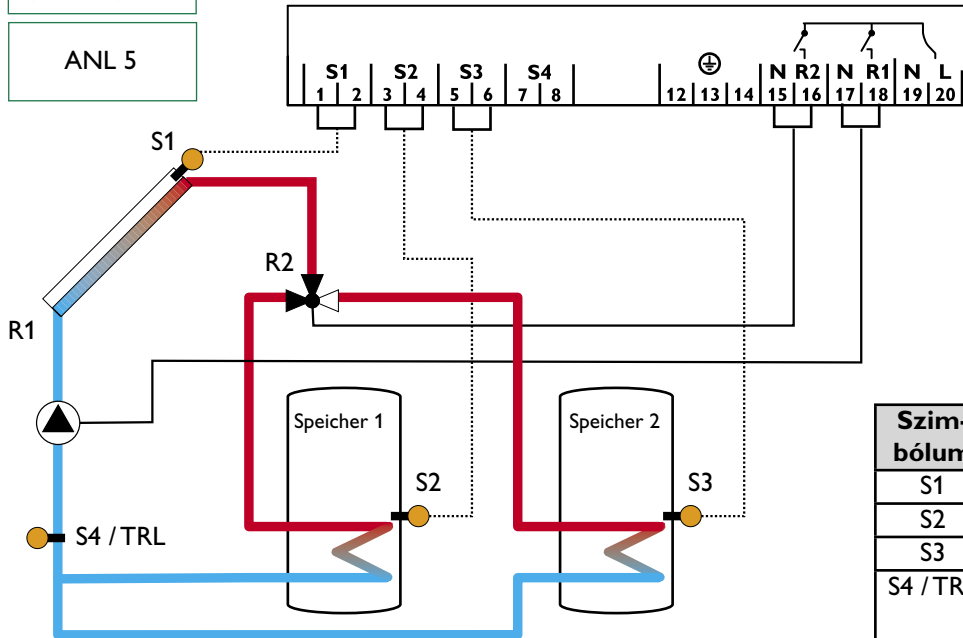 ANL 5
S1 S2 S3 S4 N R2 N R1 N L
1 2 3 4 5 6 7 8 12 13 14 15 16 17 18 19 20
S1
R2
R1
Speicher 1
Speicher 2
S2
S3
S4 / TRL
Szim-
bólum
S1
S2
S3
S4 / TR